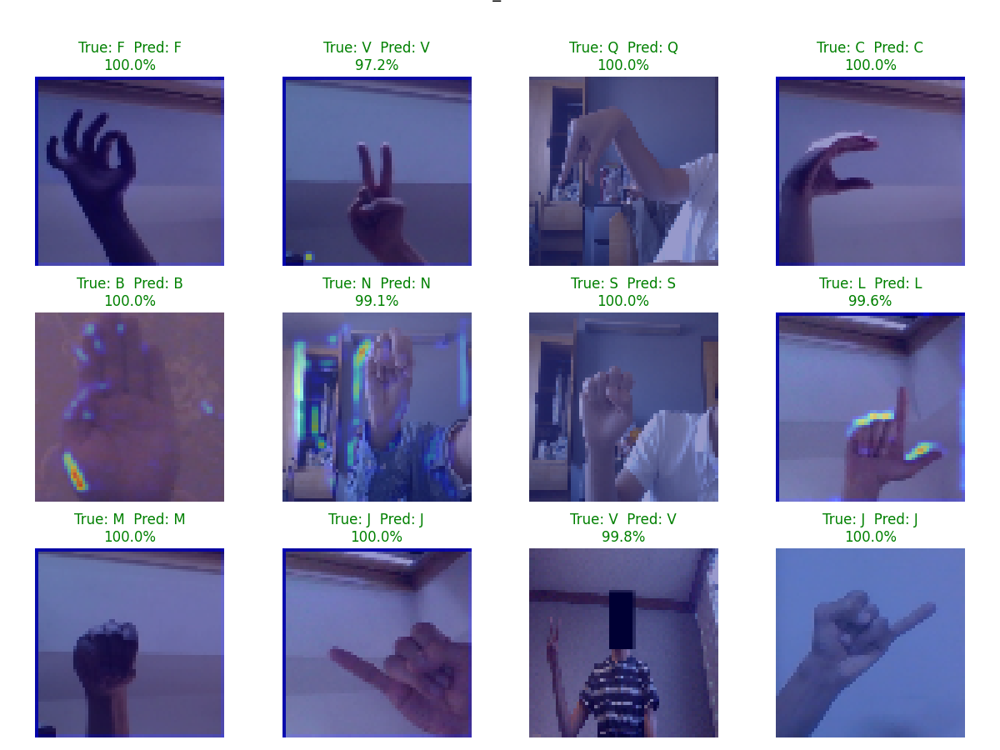 True: F  Pred: F
100.0%
True: V  Pred: V
97.2%
True: Q  Pred: Q
100.0%
True: C  Pred: C
100.0%
True: B  Pred: B
100.0%
True: N  Pred: N
99.1%
True: S  Pred: S
100.0%
True: L  Pred: L
99.6%
True: M  Pred: M
100.0%
True: J  Pred: J
100.0%
True: V  Pred: V
99.8%
True: J  Pred: J
100.0%